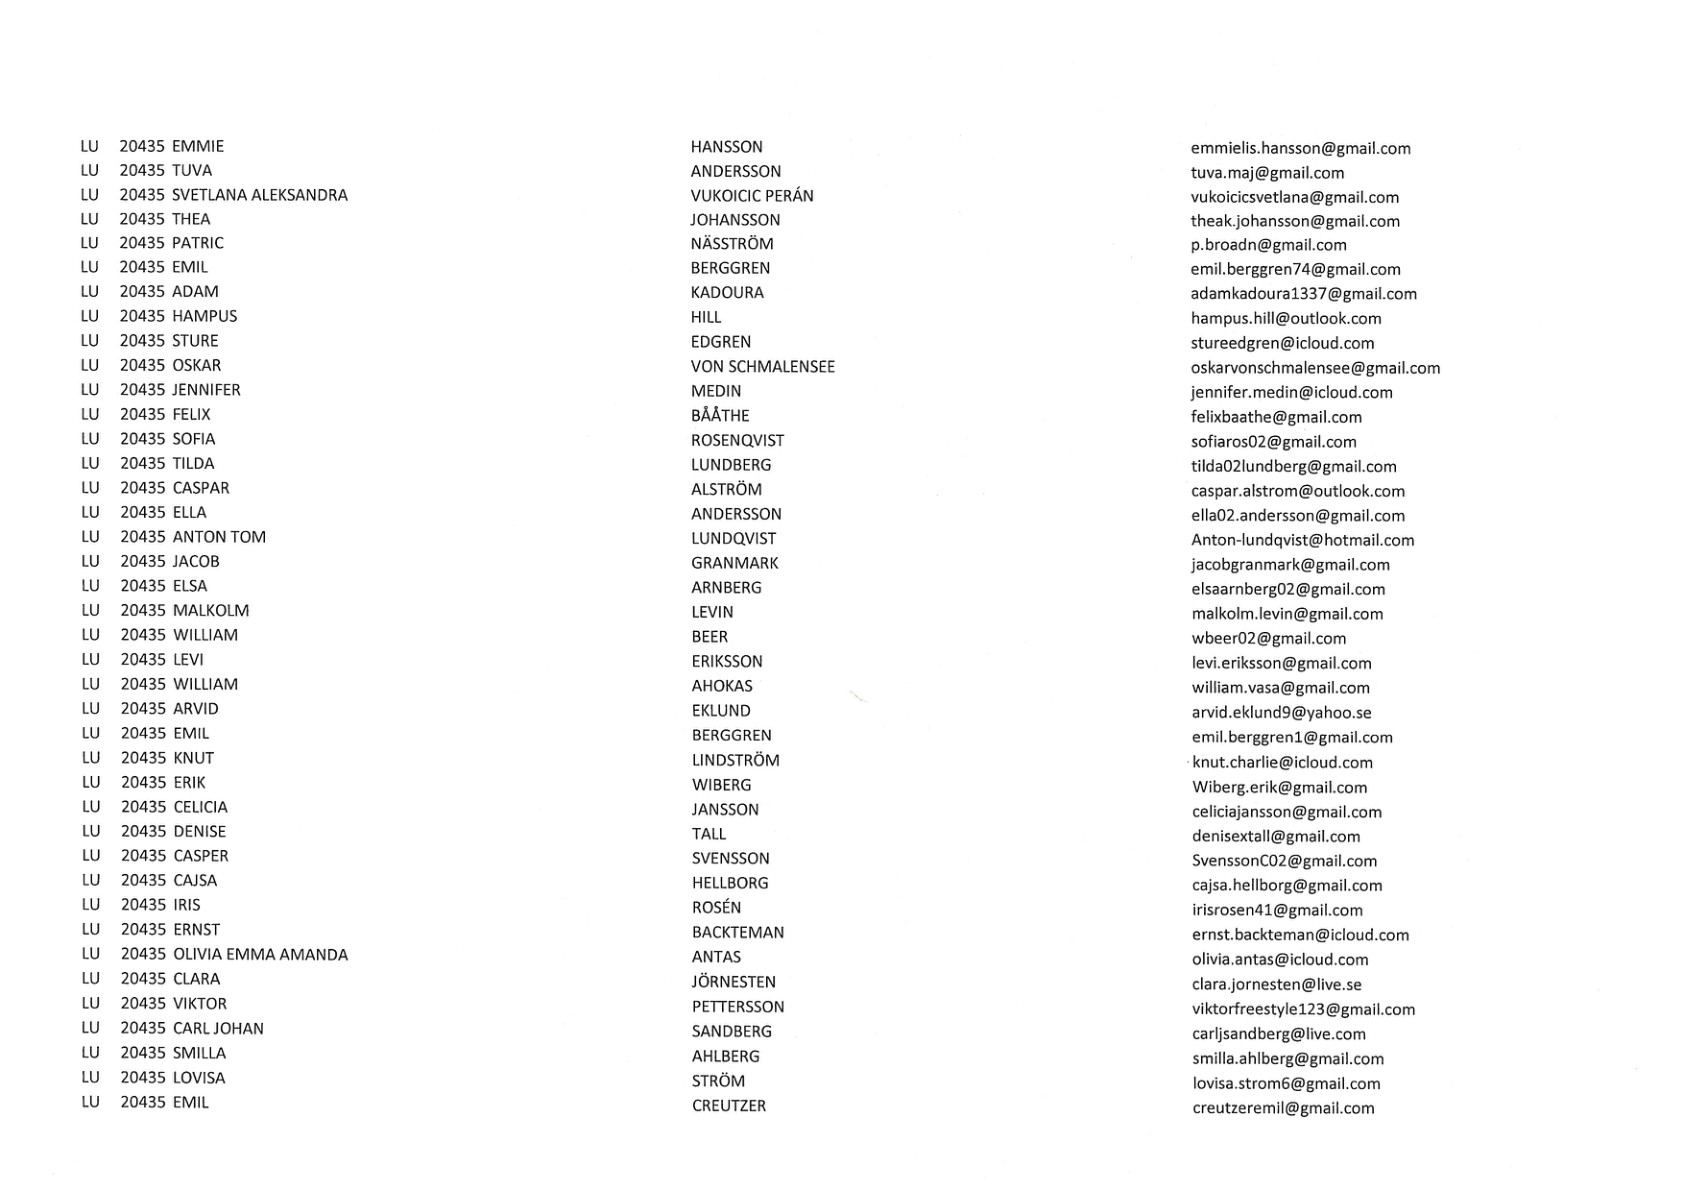 LU 20435 EMMIE HANSSON emmielis.hansson@gmail.com
LU 20435 TUVA ANDERSSON tuva.maj@gmail.com
LU 20435 SVETLANA ALEKSANDRA VUKOICIC PERÁN vukoicicsvetlana@gmail.com
LU 20435 THEA JOHANSSON theak.johansson@gmail.com
LU 20435 PATRIC NÄSSTRÖM p.broadn@gmail.com
LU 20435 EMIL BERGGREN emil.berggren74@gmail.com
LU 20435 ADAM KADOURA adamkadoura1337@gmail.com
LU 20435 HAMPUS HILL hampus.hill@outlook.com
LU 20435 STURE EDGREN stureedgren@icloud.com
LU 20435 OSKAR VON SCHMALENSEE oskarvonschmalensee@gmail.com
LU 20435 JENNIFER MEDIN jennifer.medin@icloud.com
LU 20435 FELIX BÅÅTHE felixbaathe@gmail.com
LU 20435 SOFIA ROSENQVIST sofiaros02@gmail.com
LU 20435 TILDA LUNDBERG tilda02lundberg@gmail.com
LU 20435 CASPAR ALSTRÖM caspar.alstrom@outlook.com
LU 20435 ELLA ANDERSSON ella02.andersson@gmail.com
LU 20435 ANTON TOM LUNDQVIST Anton-lundqvist@hotmail.com
LU 20435 JACOB GRANMARK jacobgranmark@gmail.com
LU 20435 ELSA ARNBERG elsaarnberg02@gmail.com
LU 20435 MALKOLM LEVIN malkolm.levin@gmail.com
LU 20435 WILLIAM BEER wbeer02@gmail.com
LU 20435 LEVI ERIKSSON levi.eriksson@gmail.com
LU 20435 WILLIAM AHOKAS william.vasa@gmail.com
LU 20435 ARVID EKLUND arvid.eklund9@yahoo.se
LU 20435 EMIL BERGGREN emil.berggren1@gmail.com
LU 20435 KNUT LINDSTRÖM knut.charlie@icloud.com
LU 20435 ERIK WIBERG Wiberg.erik@gmail.com
LU 20435 CELICIA JANSSON celiciajansson@gmail.com
LU 20435 DENISE TALL denisextall@gmail.com
LU 20435 CASPER SVENSSON SvenssonC02@gmail.com
LU 20435 CAJSA HELLBORG cajsa.hellborg@gmail.com
LU 20435 IRIS ROSÉN irisrosen41@gmail.com
LU 20435 ERNST BACKTEMAN ernst.backteman@icloud.com
LU 20435 OLIVIA EMMA AMANDA ANTAS olivia.antas@icloud.com
LU 20435 CLARA JÖRNESTEN clara.jornesten@live.se
LU 20435 VIKTOR PETTERSSON viktorfreestyle123@gmail.com
LU 20435 CARL JOHAN SANDBERG carljsandberg@live.com
LU 20435 SMILLA AHLBERG smilla.ahlberg@gmail.com
LU 20435 LOVISA STRÖM lovisa.strom6@gmail.com
LU 20435 EMIL CREUTZER creutzeremil@gmail.com